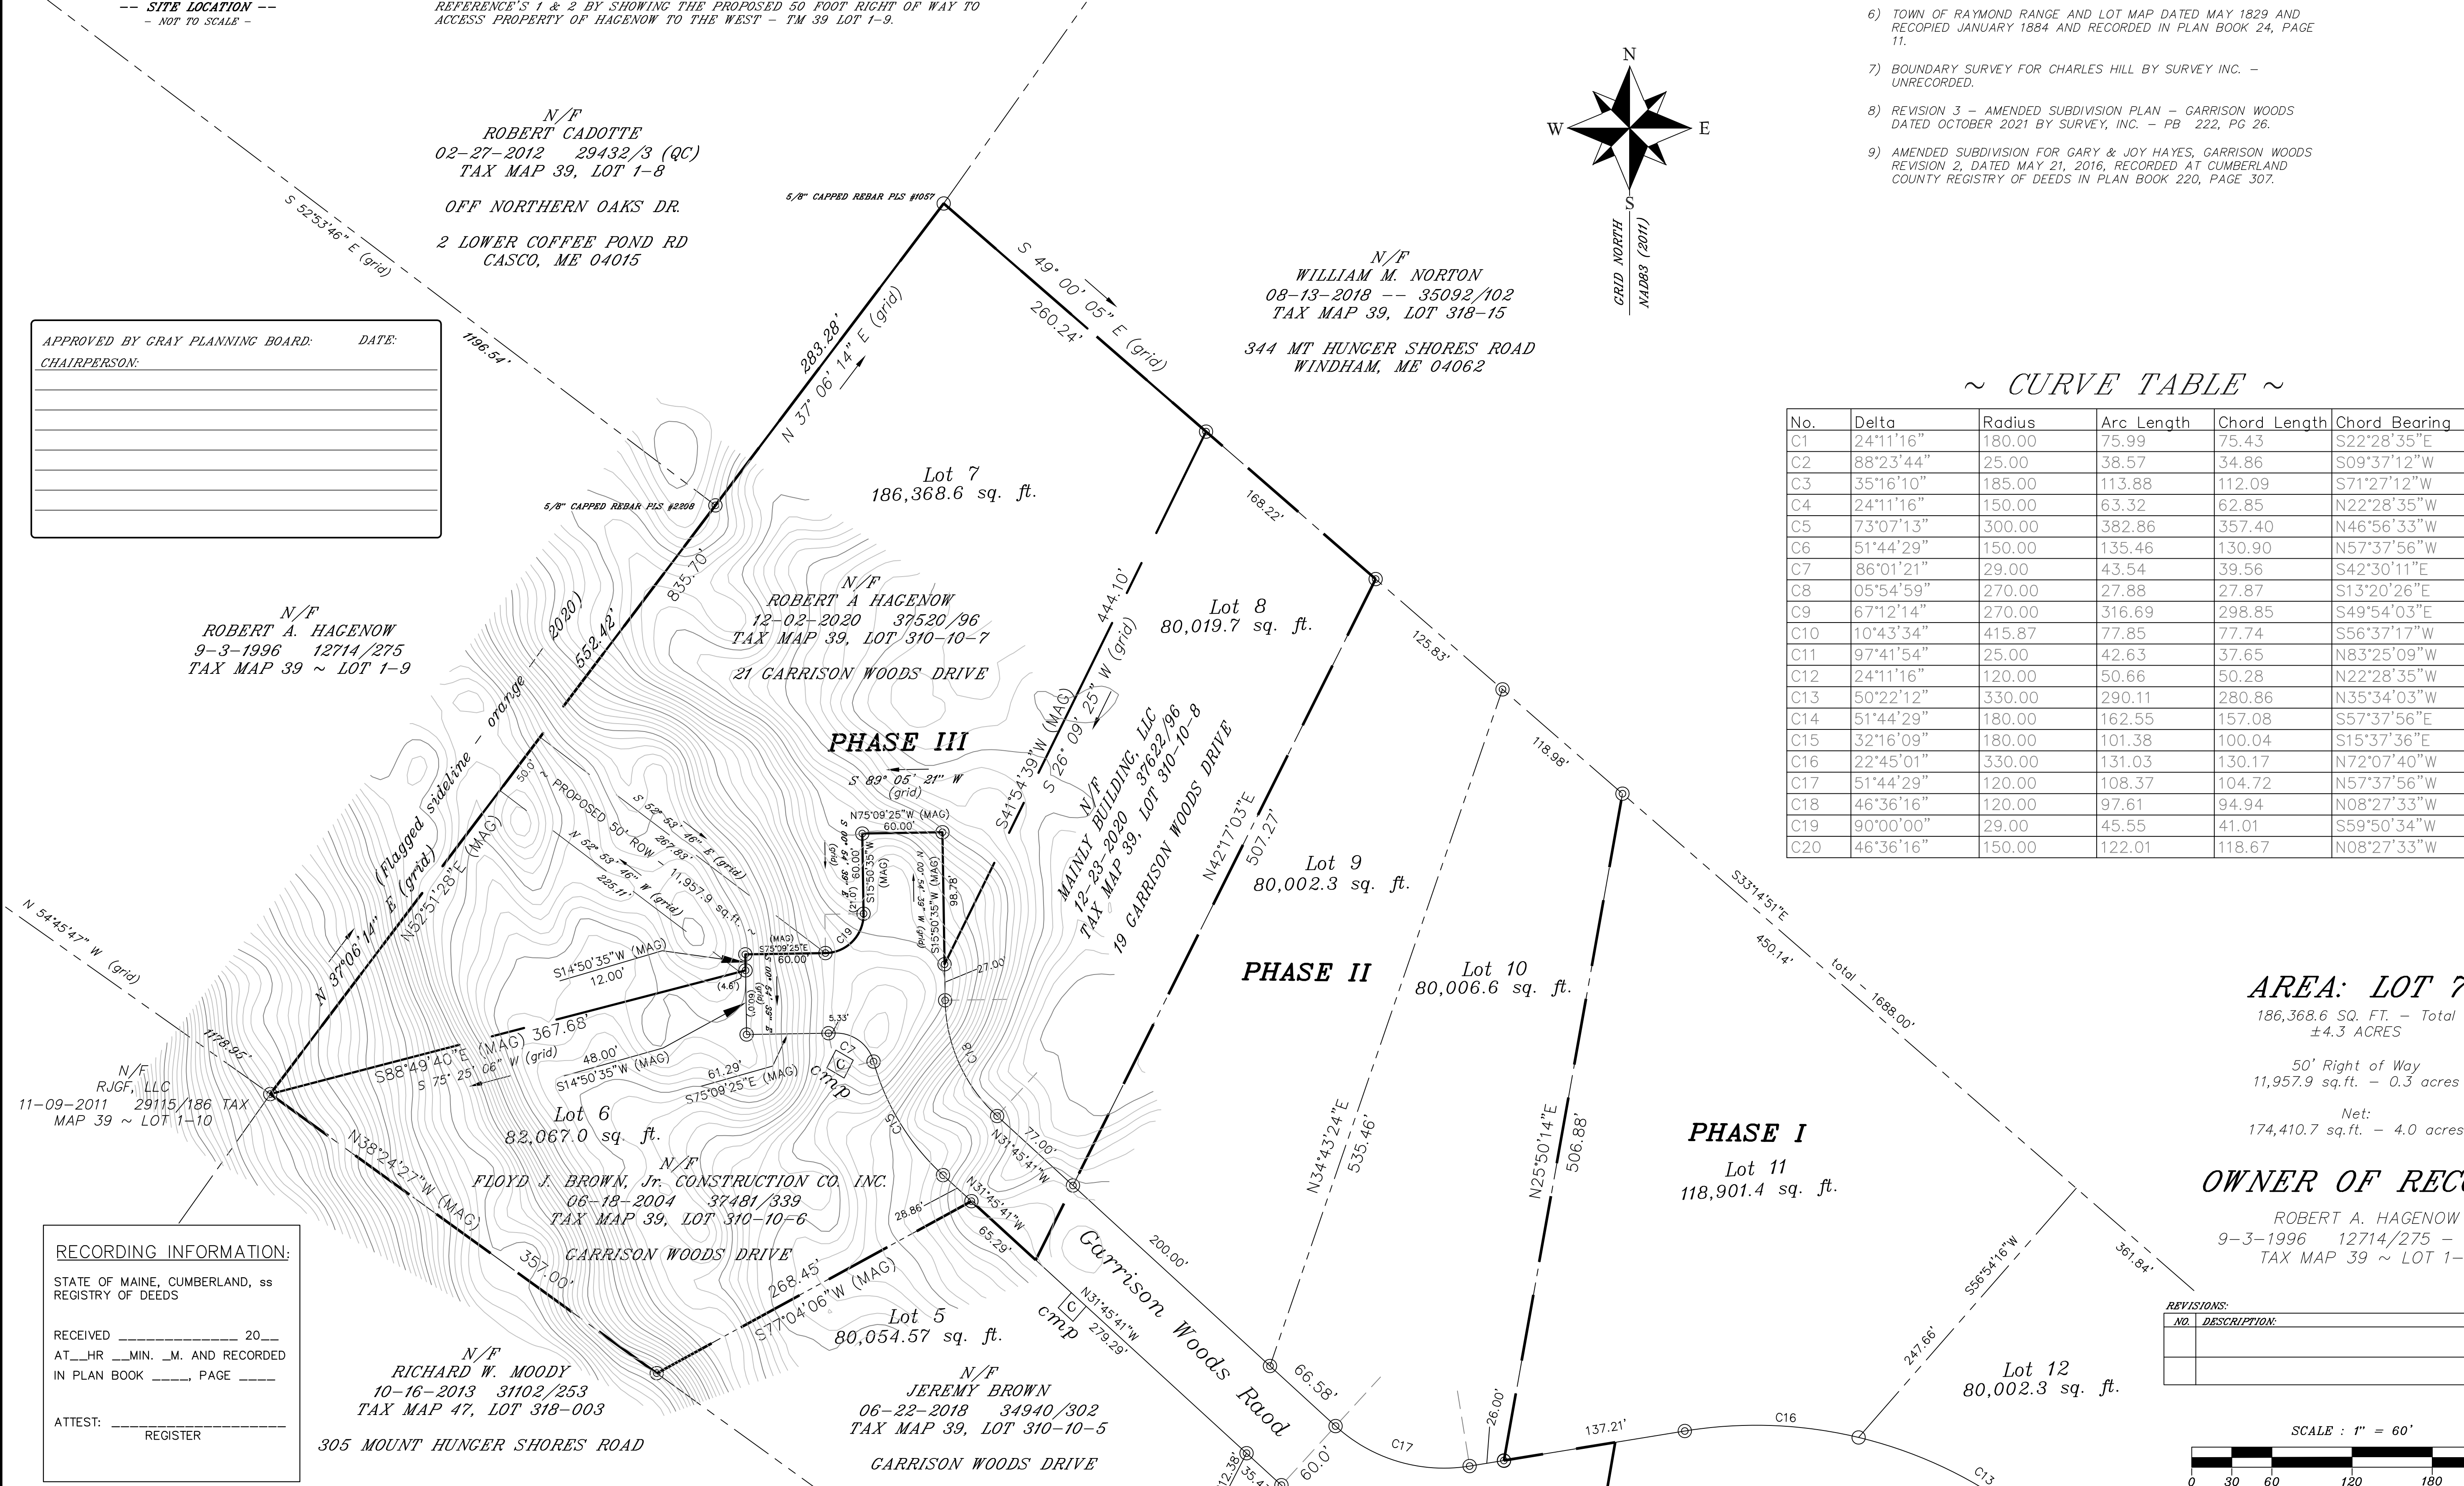 -- SITE LOCATION --
- NOT TO SCALE -
REFERENCE'S 1 & 2 BY SHOWING THE PROPOSED 50 FOOT RIGHT OF WAY TO
ACCESS PROPERTY OF HAGENOW TO THE WEST - TM 39 LOT 1-9.
6) TOWN OF RAYMOND RANGE AND LOT MAP DATED MAY 1829 AND
RECOPIED JANUARY 1884 AND RECORDED IN PLAN BOOK 24, PAGE
11.
7) BOUNDARY SURVEY FOR CHARLES HILL BY SURVEY INC. -
UNRECORDED.
8) REVISION 3 - AMENDED SUBDIVISION PLAN - GARRISON WOODS
DATED OCTOBER 2021 BY SURVEY, INC. - PB 222, PG 26.
9) AMENDED SUBDIVISION FOR GARY & JOY HAYES, GARRISON WOODS
REVISION 2, DATED MAY 21, 2016, RECORDED AT CUMBERLAND
COUNTY REGISTRY OF DEEDS IN PLAN BOOK 220, PAGE 307.
N
W E
S
GRID NORTH
NAD83 (2011)
N/F
ROBERT CADOTTE
02-27-2012 29432/3 (QC)
TAX MAP 39, LOT 1-8
OFF NORTHERN OAKS DR.
2 LOWER COFFEE POND RD
CASCO, ME 04015
S 52°53'46" E (grid)
1196.54'
5/8" CAPPED REBAR PLS #1057
S 49° 00' 05" E (grid)
260.24'
N/F
WILLIAM M. NORTON
08-13-2018 -- 35092/102
TAX MAP 39, LOT 318-15
344 MT HUNGER SHORES ROAD
WINDHAM, ME 04062
APPROVED BY GRAY PLANNING BOARD: DATE:
CHAIRPERSON:
283.28'
N 37° 06' 14" E (grid)
5/8" CAPPED REBAR PLS #2208
Lot 7
186,368.6 sq. ft.
168.22'
~ CURVE TABLE ~
No. Delta Radius Arc Length Chord Length Chord Bearing
C1 24°11'16" 180.00 75.99 75.43 S22°28'35"E
C2 88°23'44" 25.00 38.57 34.86 S09°37'12"W
C3 35°16'10" 185.00 113.88 112.09 S71°27'12"W
C4 24°11'16" 150.00 63.32 62.85 N22°28'35"W
C5 73°07'13" 300.00 382.86 357.40 N46°56'33"W
C6 51°44'29" 150.00 135.46 130.90 N57°37'56"W
C7 86°01'21" 29.00 43.54 39.56 S42°30'11"E
C8 05°54'59" 270.00 27.88 27.87 S13°20'26"E
C9 67°12'14" 270.00 316.69 298.85 S49°54'03"E
C10 10°43'34" 415.87 77.85 77.74 S56°37'17"W
C11 97°41'54" 25.00 42.63 37.65 N83°25'09"W
C12 24°11'16" 120.00 50.66 50.28 N22°28'35"W
C13 50°22'12" 330.00 290.11 280.86 N35°34'03"W
C14 51°44'29" 180.00 162.55 157.08 S57°37'56"E
C15 32°16'09" 180.00 101.38 100.04 S15°37'36"E
C16 22°45'01" 330.00 131.03 130.17 N72°07'40"W
C17 51°44'29" 120.00 108.37 104.72 N57°37'56"W
C18 46°36'16" 120.00 97.61 94.94 N08°27'33"W
C19 90°00'00" 29.00 45.55 41.01 S59°50'34"W
C20 46°36'16" 150.00 122.01 118.67 N08°27'33"W
N/F
ROBERT A. HAGENOW
9-3-1996 12714/275
TAX MAP 39 ~ LOT 1-9
835.70'
552.42'
(Flagged sideline - orange - 2020)
N 37°06'14" E (grid)
N52°51'28"E (MAG)
N/F
ROBERT A HAGENOW
12-02-2020 37520/96
TAX MAP 39, LOT 310-10-7
21 GARRISON WOODS DRIVE
444.10'
S 26° 09' 25" W (grid)
S41°54'39"W (MAG)
Lot 8
80,019.7 sq. ft.
125.83'
118.98'
PHASE III
S 89° 05' 21" W
(grid)
N75°09'25"W (MAG)
60.00'
N/F
MAINLY BUILDING, LLC
12-23-2020 37622/96
TAX MAP 39, LOT 310-10-8
19 GARRISON WOODS DRIVE
N42°17'03"E
507.27'
50.0'
~ PROPOSED 50' ROW - 11,957.9 sq.ft. ~
S 52° 53' 46" E (grid)
267.83'
N 52° 53' 46" W (grid)
225.11'
S 00° 54' 39" E
(grid)
(21.0')
60.00'
S15°50'35"W
(MAG)
N 00° 54' 39" W (grid)
S15°50'35"W (MAG)
98.78'
C19
27.00'
Lot 9
80,002.3 sq. ft.
PHASE II
Lot 10
80,006.6 sq. ft.
S33°14'51"E
450.14'
total - 1688.00'
N 54°45'47" W (grid)
1178.95'
S14°50'35"W (MAG)
12.00'
(MAG)
S75°09'25"E
60.00'
(4.6')
(60.0')
S 00° 54' 39" E
(grid)
S88°49'40"E (MAG) 367.68'
S 75° 25' 06" W (grid)
48.00'
S14°50'35"W (MAG)
61.29'
S75°09'25"E (MAG)
5.33'
C7
C
cmp
C18
C15
AREA: LOT 7
186,368.6 SQ. FT. - Total
±4.3 ACRES
50' Right of Way
11,957.9 sq.ft. - 0.3 acres
Net:
174,410.7 sq.ft. - 4.0 acres
N/F
RJGF, LLC
11-09-2011 29115/186 TAX
MAP 39 ~ LOT 1-10
Lot 6
82,067.0 sq. ft.
N/F
FLOYD J. BROWN, Jr. CONSTRUCTION CO. INC.
06-18-2004 37481/339
TAX MAP 39, LOT 310-10-6
GARRISON WOODS DRIVE
N38°24'27"W (MAG)
357.00'
77.00'
N31°45'41"W
N31°45'41"W
28.86'
65.29'
N34°43'24"E
535.46'
N25°50'14"E
506.88'
PHASE I
Lot 11
118,901.4 sq. ft.
OWNER OF RECO
ROBERT A. HAGENOW
9-3-1996 12714/275 -
TAX MAP 39 ~ LOT 1-
S56°54'16"W
247.66'
361.84'
RECORDING INFORMATION:
STATE OF MAINE, CUMBERLAND, ss
REGISTRY OF DEEDS
RECEIVED _____________ 20__
AT__HR __MIN. _M. AND RECORDED
IN PLAN BOOK ____, PAGE ____
ATTEST: ___________________
REGISTER
268.45'
S77°04'06"W (MAG)
Lot 5
80,054.57 sq. ft.
Garrison Woods Raod
200.00'
N31°45'41"W
279.29'
C
cmp
N/F
RICHARD W. MOODY
10-16-2013 31102/253
TAX MAP 47, LOT 318-003
305 MOUNT HUNGER SHORES ROAD
N/F
JEREMY BROWN
06-22-2018 34940/302
TAX MAP 39, LOT 310-10-5
GARRISON WOODS DRIVE
66.58'
60.0'
C17
26.00'
137.21'
C16
C13
Lot 12
80,002.3 sq. ft.
REVISIONS:
NO. DESCRIPTION:
SCALE : 1" = 60'
0 30 60 120 180